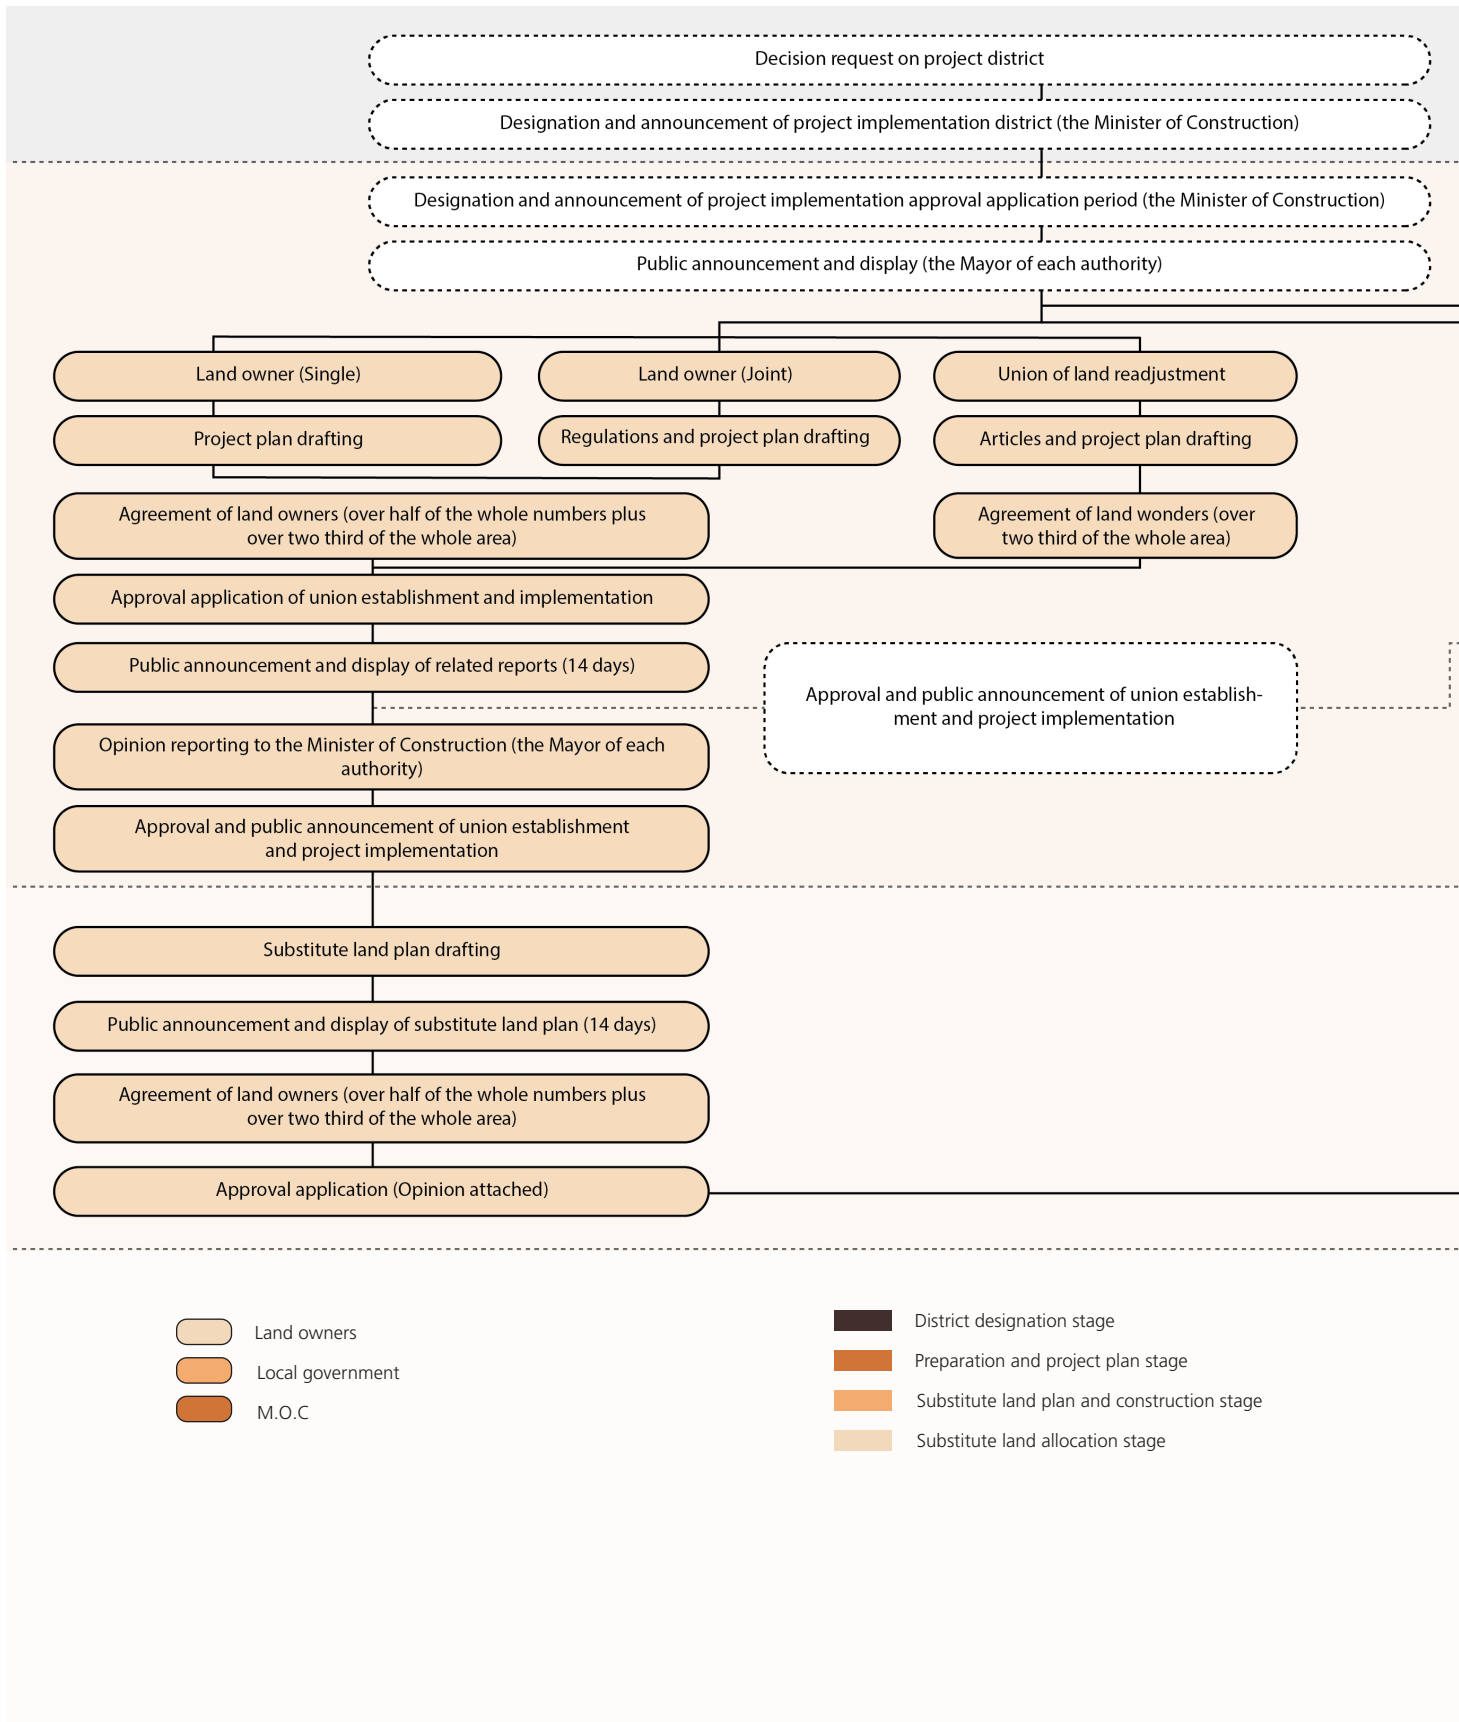 Decision request on project district
Designation and announcement of project implementation district (the Minister of Construction)
Designation and announcement of project implementation approval application period (the Minister of Construction)
Public announcement and display (the Mayor of each authority)
Land owner (Single)
Land owner (Joint)
Union of land readjustment
Project plan drafting
Regulations and project plan drafting
Articles and project plan drafting
Agreement of land owners (over half of the whole numbers plus
over two third of the whole area)
Agreement of land wonders (over
two third of the whole area)
Approval application of union establishment and implementation
Public announcement and display of related reports (14 days)
Approval and public announcement of union establish-
ment and project implementation
Opinion reporting to the Minister of Construction (the Mayor of each
authority)
Approval and public announcement of union establishment
and project implementation
Substitute land plan drafting
Public announcement and display of substitute land plan (14 days)
Agreement of land owners (over half of the whole numbers plus
over two third of the whole area)
Approval application (Opinion attached)
Land owners
Local government
M.O.C
District designation stage
Preparation and project plan stage
Substitute land plan and construction stage
Substitute land allocation stage